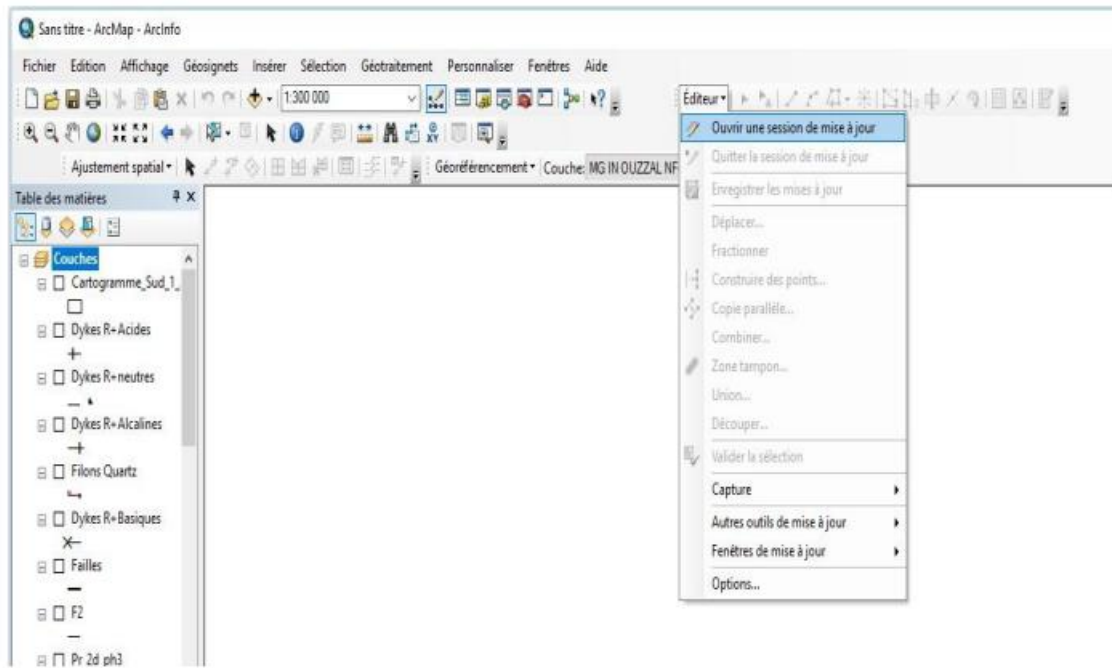 Sans titre - ArcMap - ArcInfo
Fichier Edition Affichage Géosignets Insérer Sélection Géotraitement Personnaliser Fenêtres Aide
1:300 000
Éditeur
Ajustement spatial Géoréférencement Couche: MG IN OUZZAL NF
Ouvrir une session de mise à jour
Quitter la session de mise à jour
Enregistrer les mises à jour
Déplacer...
Fractionner
Construire des points...
Copie parallèle...
Combiner...
Zone tampon...
Union...
Découper...
Valider la sélection
Capture
Autres outils de mise à jour
Fenêtres de mise à jour
Options...
Table des matières
Couches
Cartogramme_Sud_1_
Dykes R+Acides
Dykes R+neutres
Dykes R+Alcalines
Filons Quartz
Dykes R+Basiques
Failles
F2
Pr 2d ph3